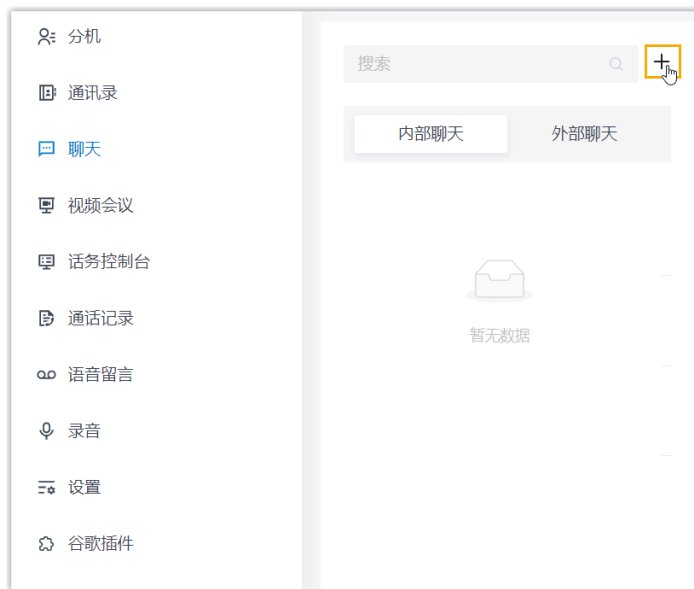 分机
通讯录
聊天
视频会议
话务控制台
通话记录
语音留言
录音
设置
谷歌插件
搜索
内部聊天
外部聊天
暂无数据